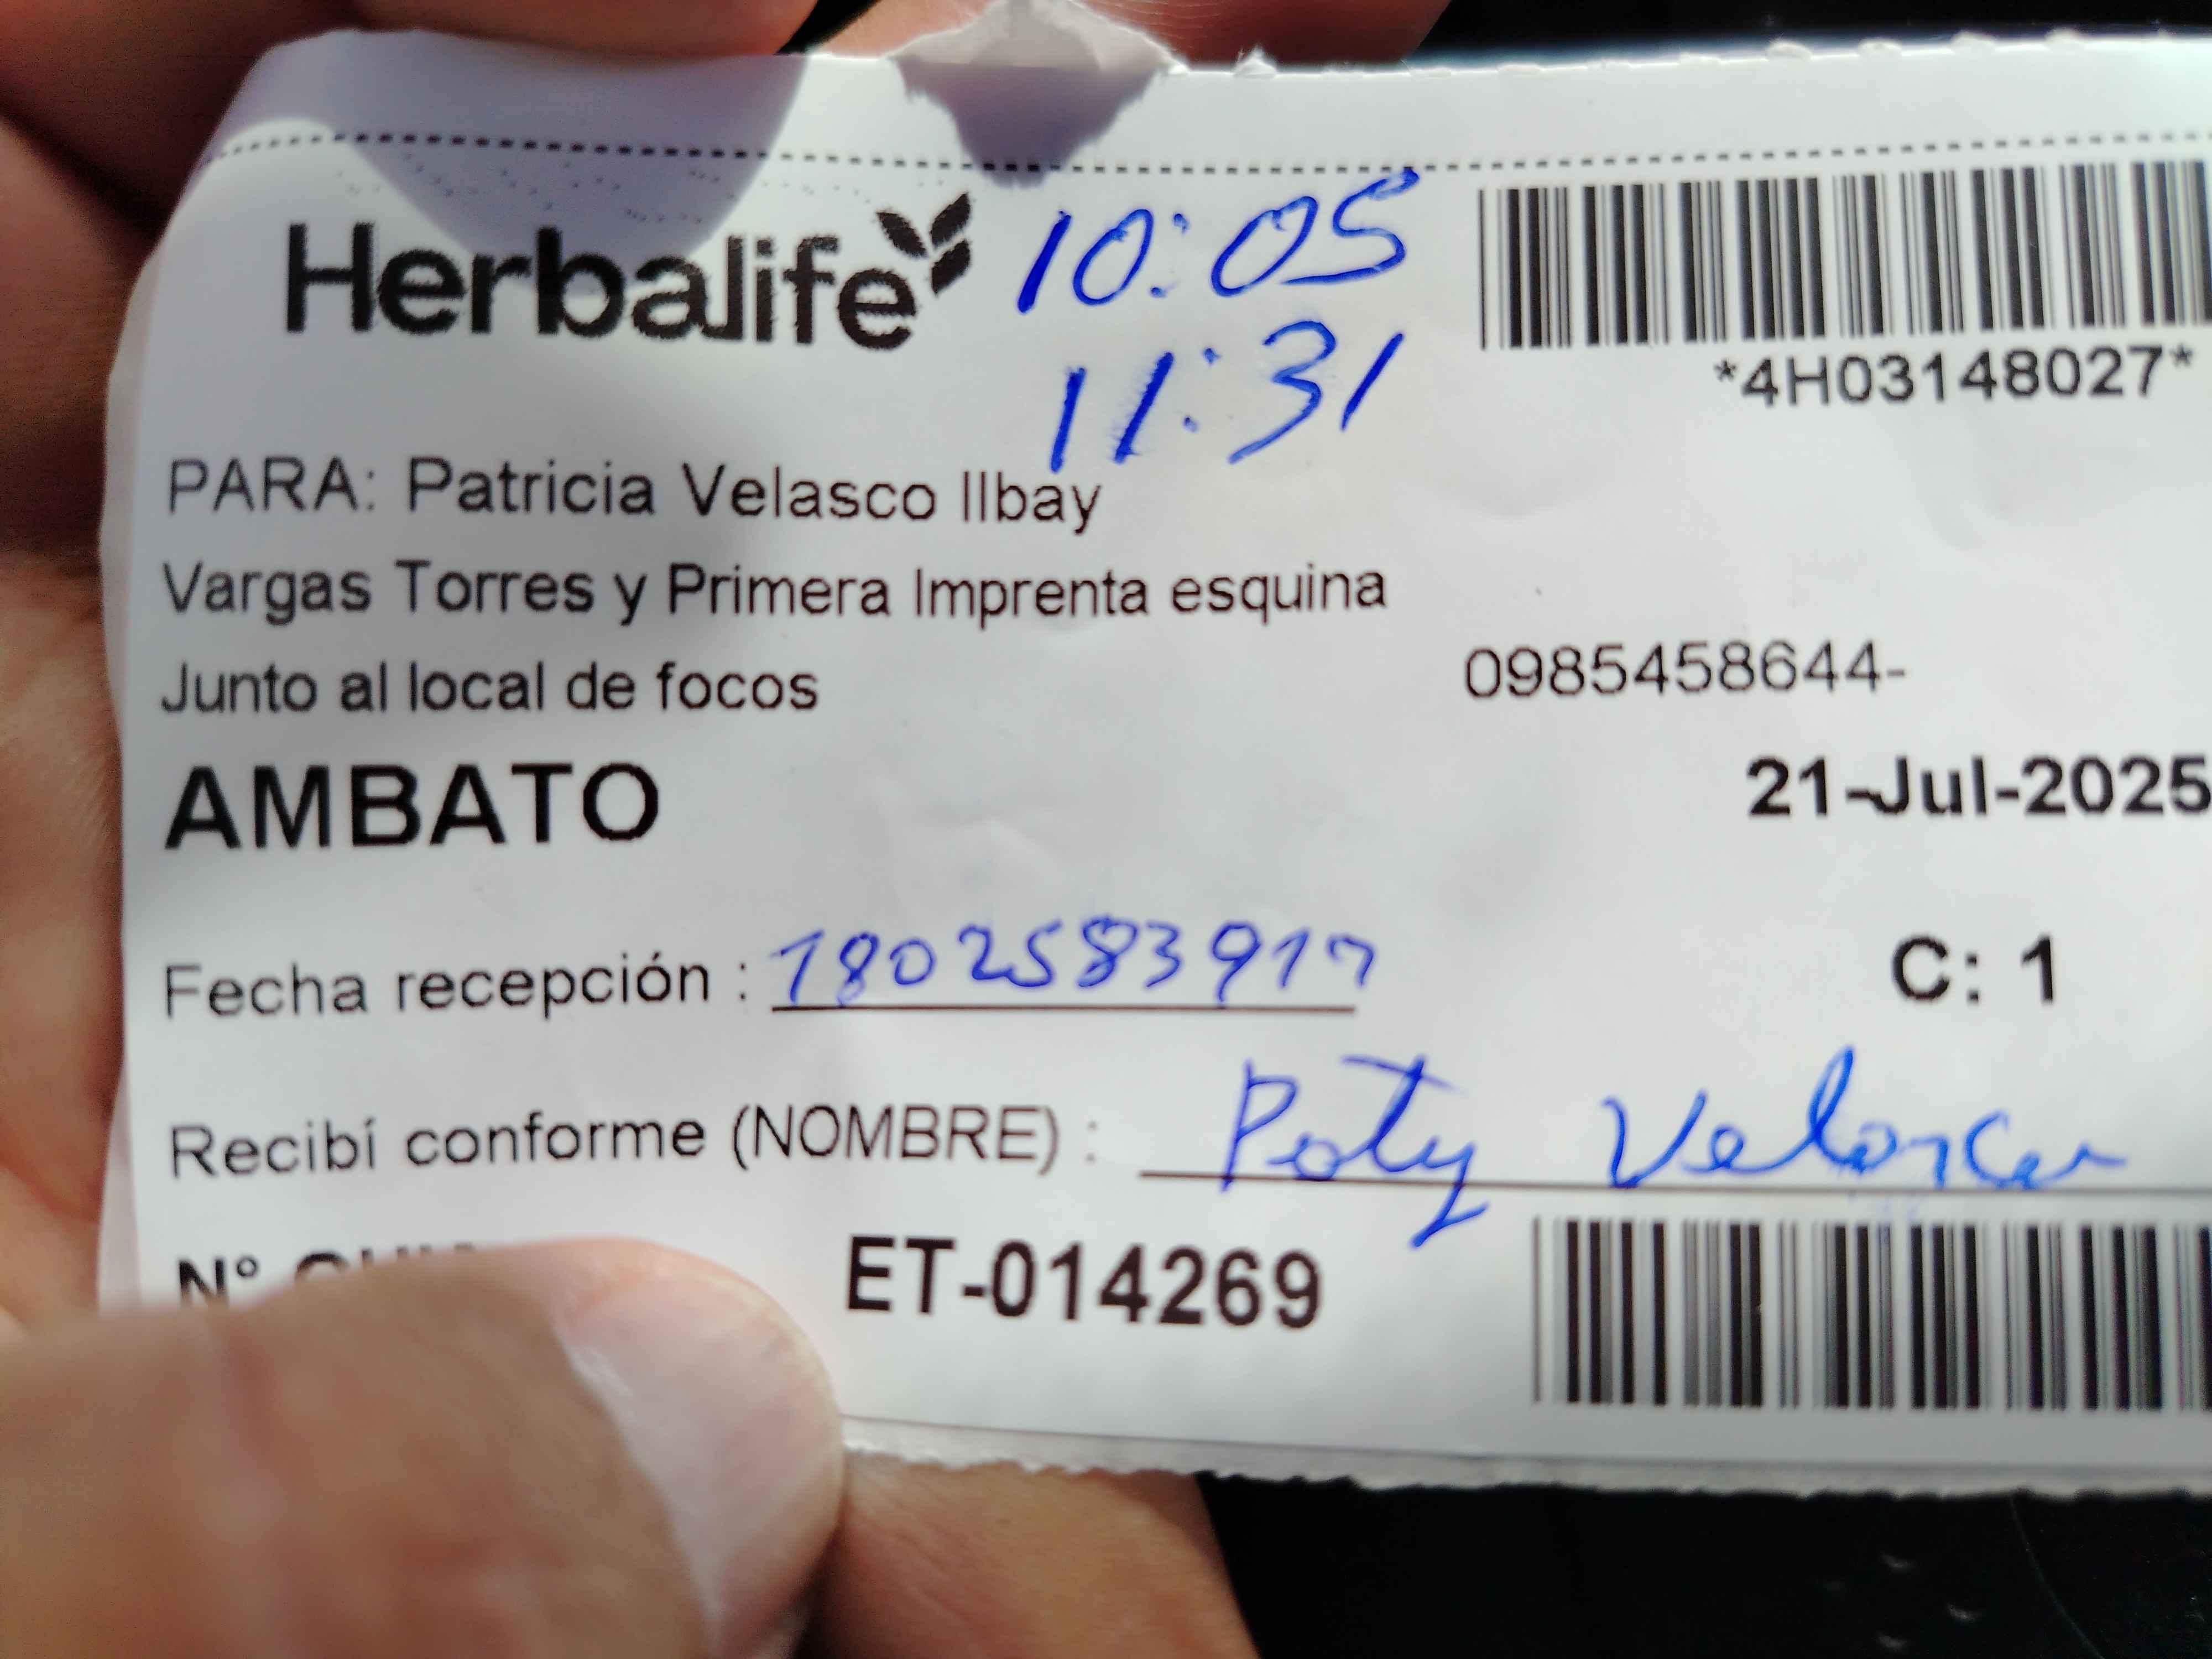 Herbalife
10:05
11:31
*4H03148027*
PARA: Patricia Velasco Ilbay
Vargas Torres y Primera Imprenta esquina
Junto al local de focos
0985458644-
AMBATO
21-Jul-2025
Fecha recepción : 1802583917
C: 1
Recibí conforme (NOMBRE) : Paty Velasco
N°
ET-014269